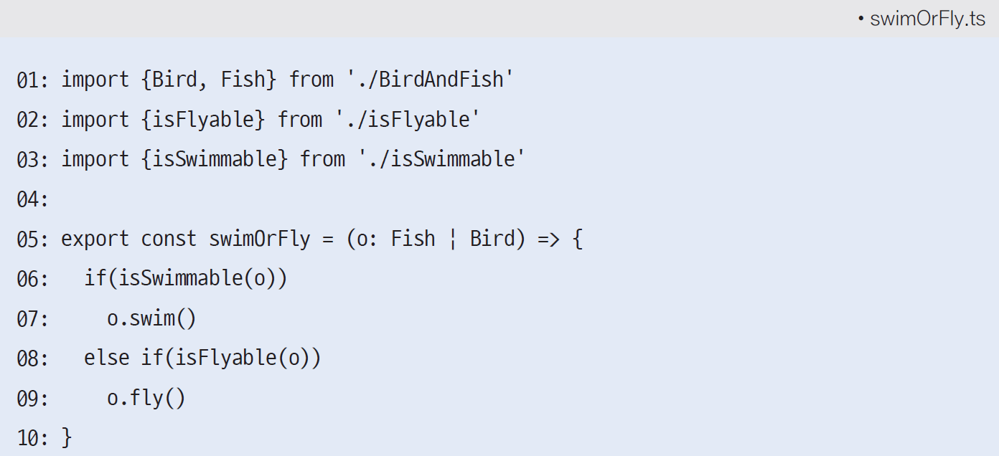 • swimOrFly.ts
01: import {Bird, Fish} from './BirdAndFish'
02: import {isFlyable} from './isFlyable'
03: import {isSwimmable} from './isSwimmable'
04:
05: export const swimOrFly = (o: Fish | Bird) => {
06:   if(isSwimmable(o))
07:     o.swim()
08:   else if(isFlyable(o))
09:     o.fly()
10: }